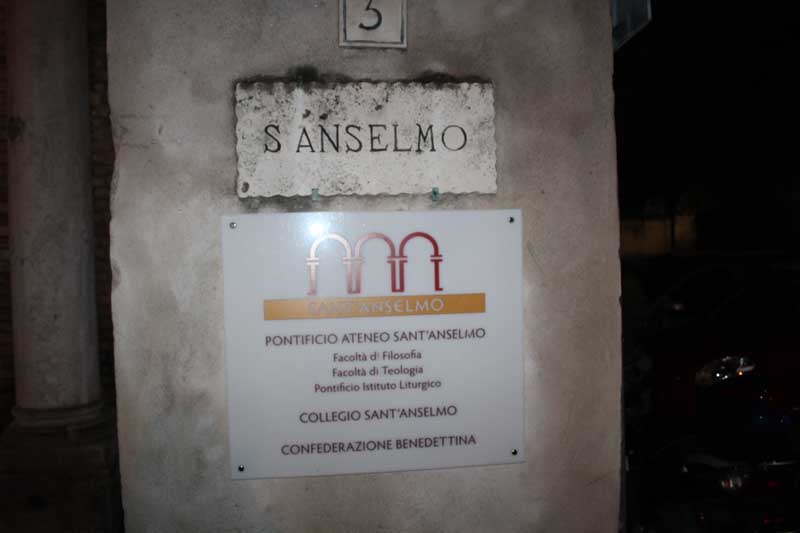 3
S ANSELMO
SANT'ANSELMO
PONTIFICIO ATENEO SANT'ANSELMO
Facoltà di Filosofia
Facoltà di Teologia
Pontificio Istituto Liturgico
COLLEGIO SANT'ANSELMO
CONFEDERAZIONE BENEDETTINA